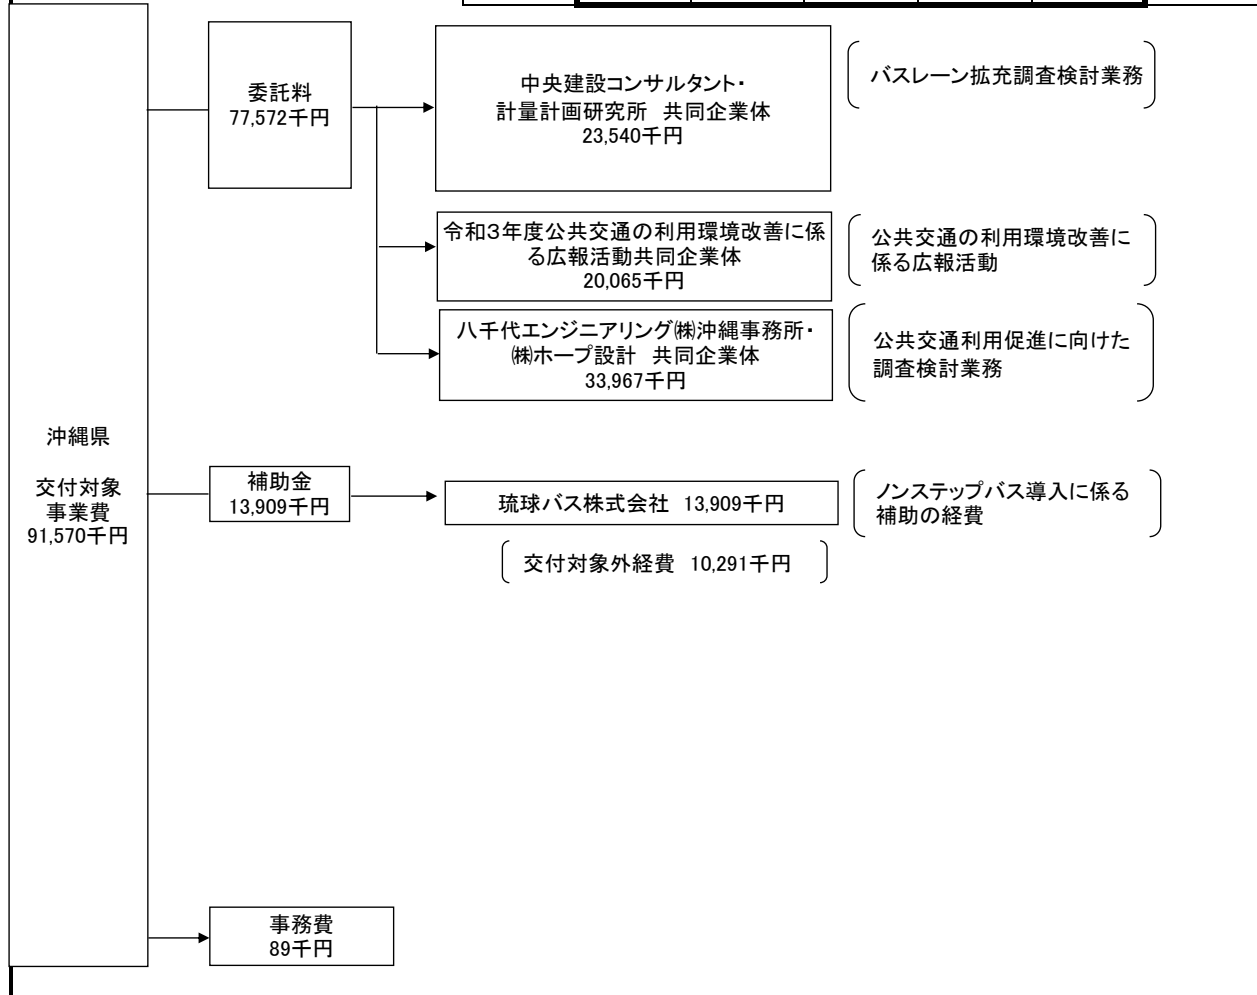 沖縄県
交付対象
事業費
91,570千円
委託料
77,572千円
中央建設コンサルタント・
計量計画研究所　共同企業体
23,540千円
バスレーン拡充調査検討業務
令和3年度公共交通の利用環境改善に係
る広報活動共同企業体
20,065千円
公共交通の利用環境改善に
係る広報活動
八千代エンジニアリング㈱沖縄事務所・
㈱ホープ設計　共同企業体
33,967千円
公共交通利用促進に向けた
調査検討業務
補助金
13,909千円
琉球バス株式会社　13,909千円
ノンステップバス導入に係る
補助の経費
交付対象外経費　10,291千円
事務費
89千円